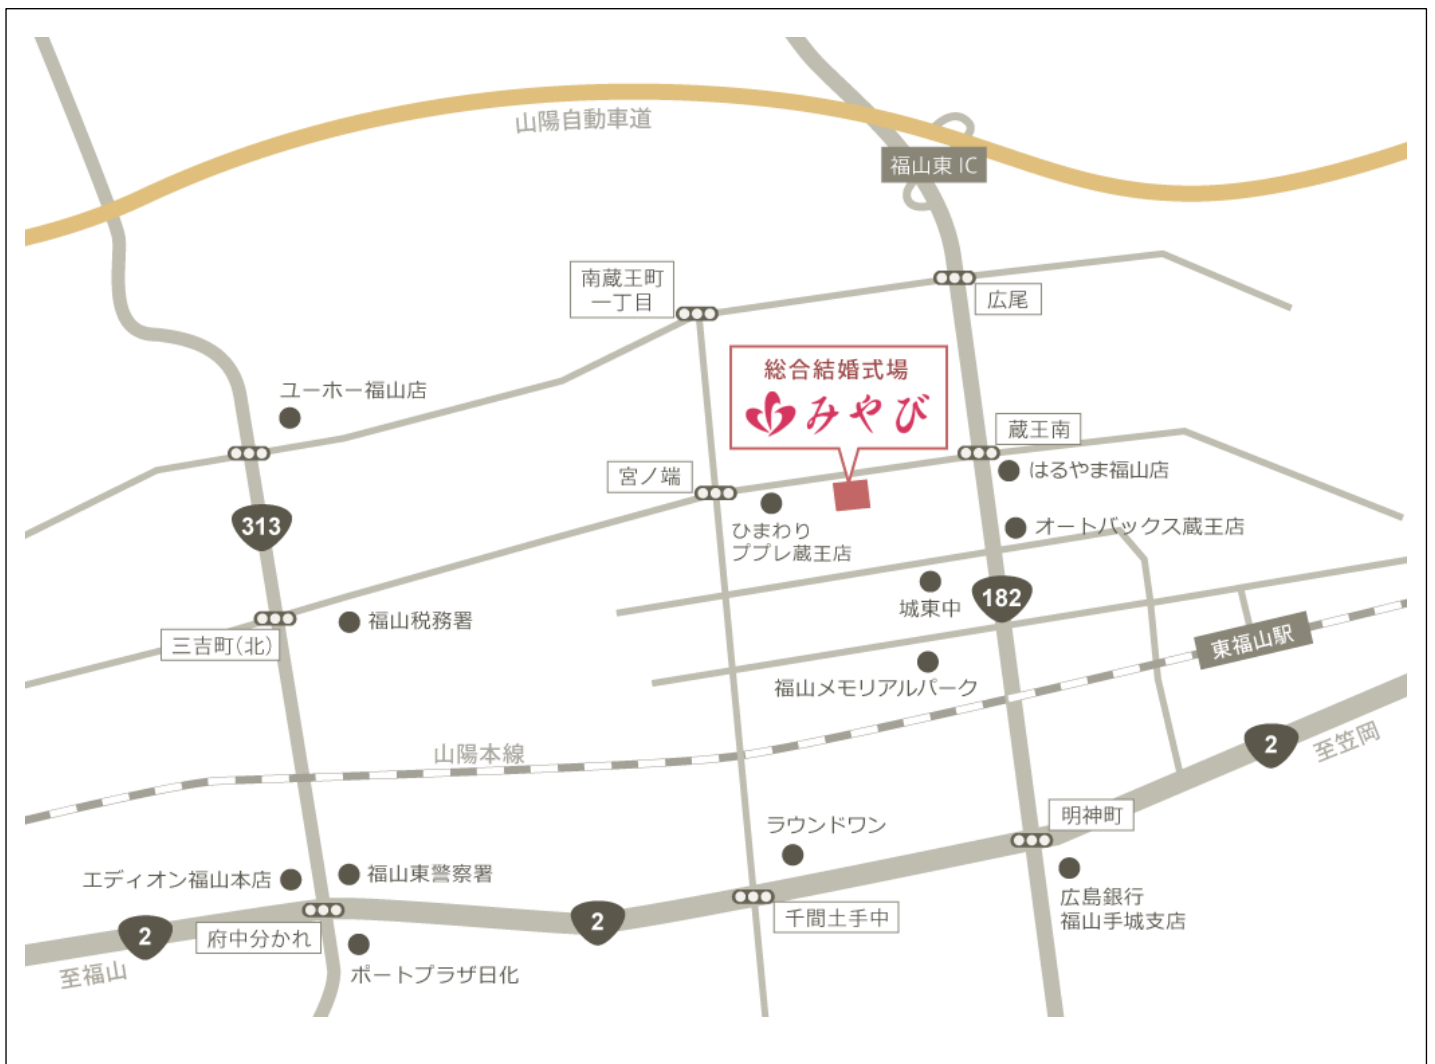 山陽自動車道
福山東 IC
南蔵王町
一丁目
広尾
総合結婚式場
みやび
ユーホー福山店
蔵王南
はるやま福山店
宮ノ端
ひまわり
ププレ蔵王店
オートバックス蔵王店
313
城東中
182
福山税務署
三吉町(北)
東福山駅
福山メモリアルパーク
山陽本線
2
至笠岡
明神町
ラウンドワン
エディオン福山本店
福山東警察署
広島銀行
福山手城支店
千間土手中
2
2
府中分かれ
至福山
ポートプラザ日化